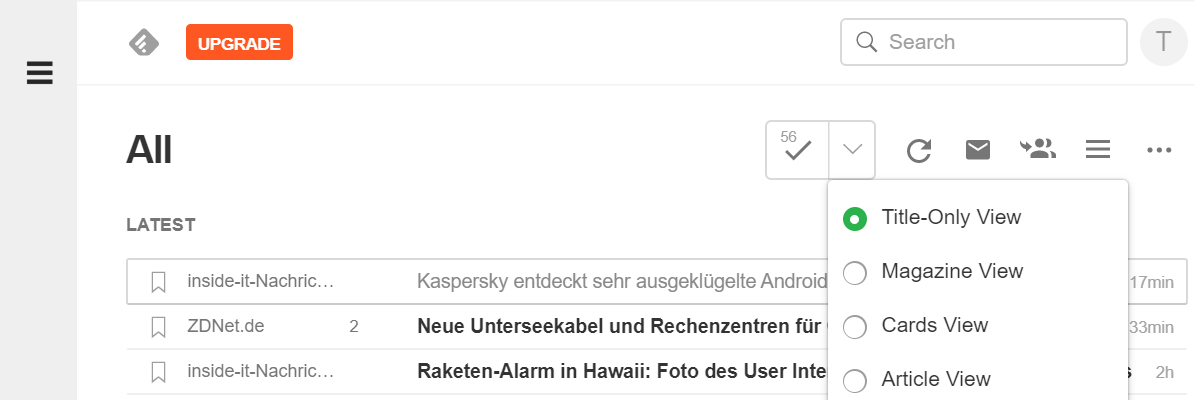 UPGRADE
Search
T
All
56
LATEST
Title-Only View
inside-it-Nachric…
Kaspersky entdeckt sehr ausgeklügelte Android
17min
Magazine View
ZDNet.de
2
Neue Unterseekabel und Rechenzentren für
33min
Cards View
inside-it-Nachric…
Raketen-Alarm in Hawaii: Foto des User
2h
Article View